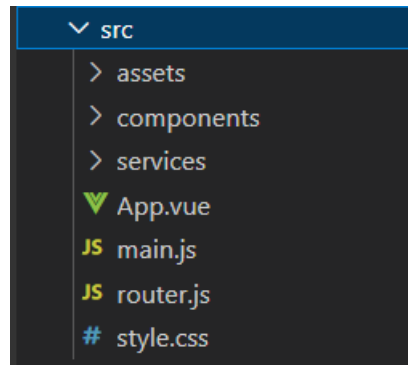 src
assets
components
services
App.vue
JS main.js
JS router.js
# style.css